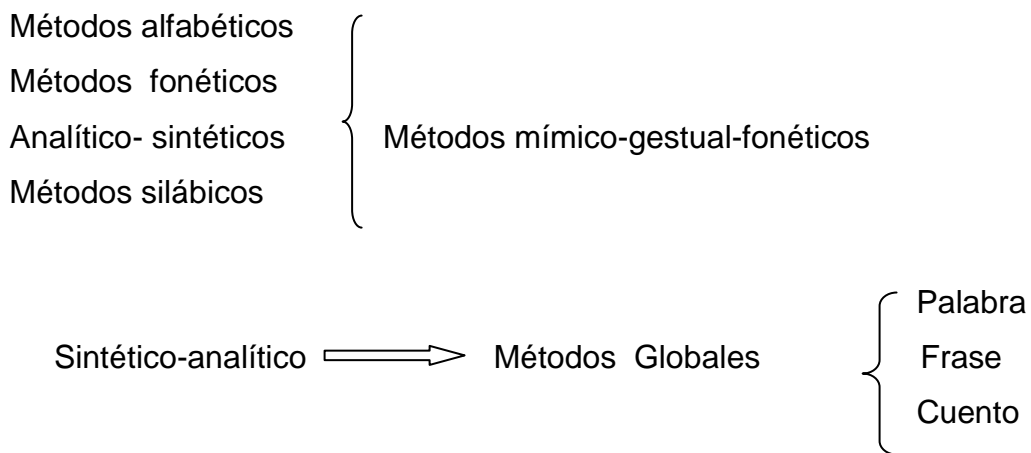 Métodos alfabéticos
Métodos fonéticos
Analítico- sintéticos
Métodos mímico-gestual-fonéticos
Métodos silábicos
Palabra
Sintético-analítico
Métodos Globales
Frase
Cuento